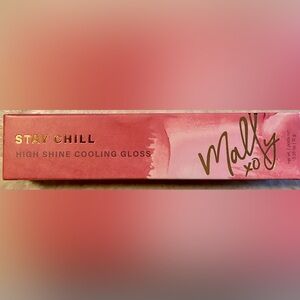 STAY CHILL
HIGH SHINE COOLING GLOSS
Mally
xo